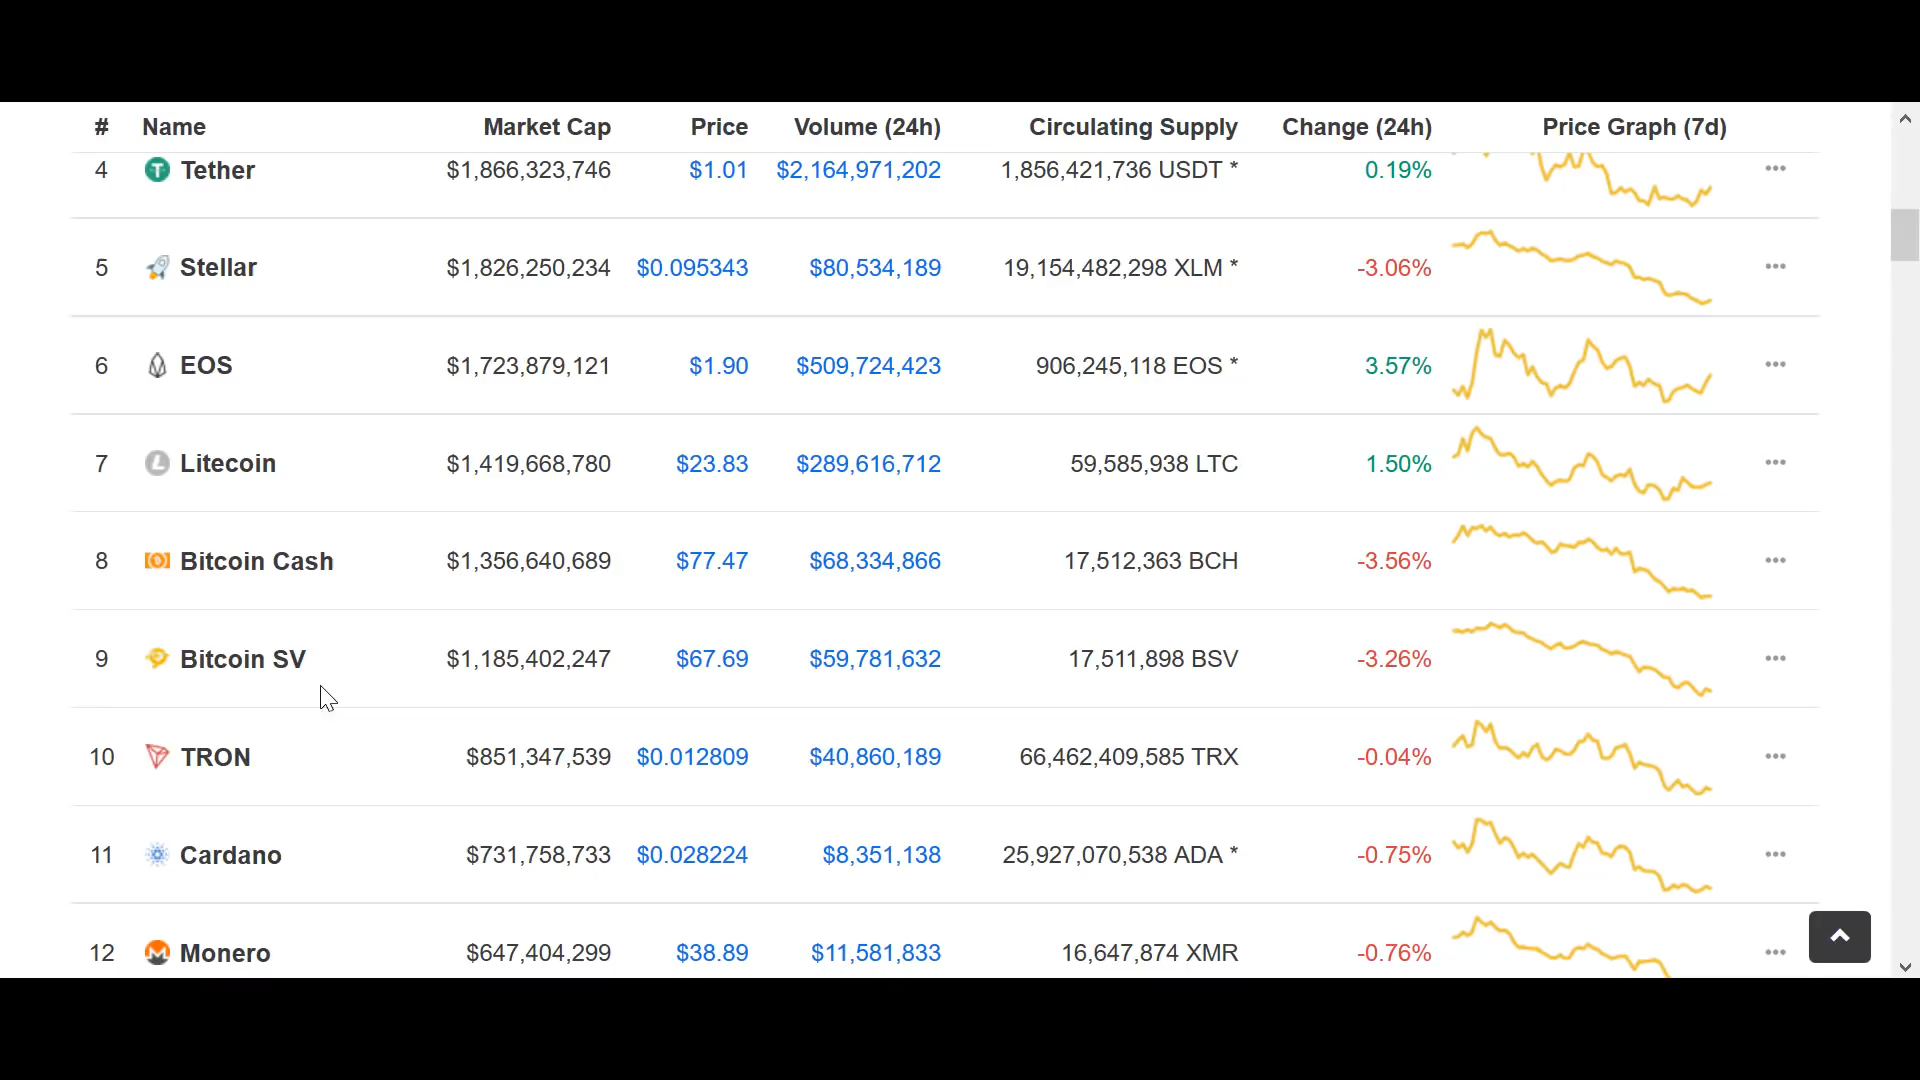 # Name Market Cap Price Volume (24h) Circulating Supply Change (24h) Price Graph (7d)
4 Tether $1,866,323,746 $1.01 $2,164,971,202 1,856,421,736 USDT * 0.19%
5 Stellar $1,826,250,234 $0.095343 $80,534,189 19,154,482,298 XLM * -3.06%
6 EOS $1,723,879,121 $1.90 $509,724,423 906,245,118 EOS * 3.57%
7 Litecoin $1,419,668,780 $23.83 $289,616,712 59,585,938 LTC 1.50%
8 Bitcoin Cash $1,356,640,689 $77.47 $68,334,866 17,512,363 BCH -3.56%
9 Bitcoin SV $1,185,402,247 $67.69 $59,781,632 17,511,898 BSV -3.26%
10 TRON $851,347,539 $0.012809 $40,860,189 66,462,409,585 TRX -0.04%
11 Cardano $731,758,733 $0.028224 $8,351,138 25,927,070,538 ADA * -0.75%
12 Monero $647,404,299 $38.89 $11,581,833 16,647,874 XMR -0.76%